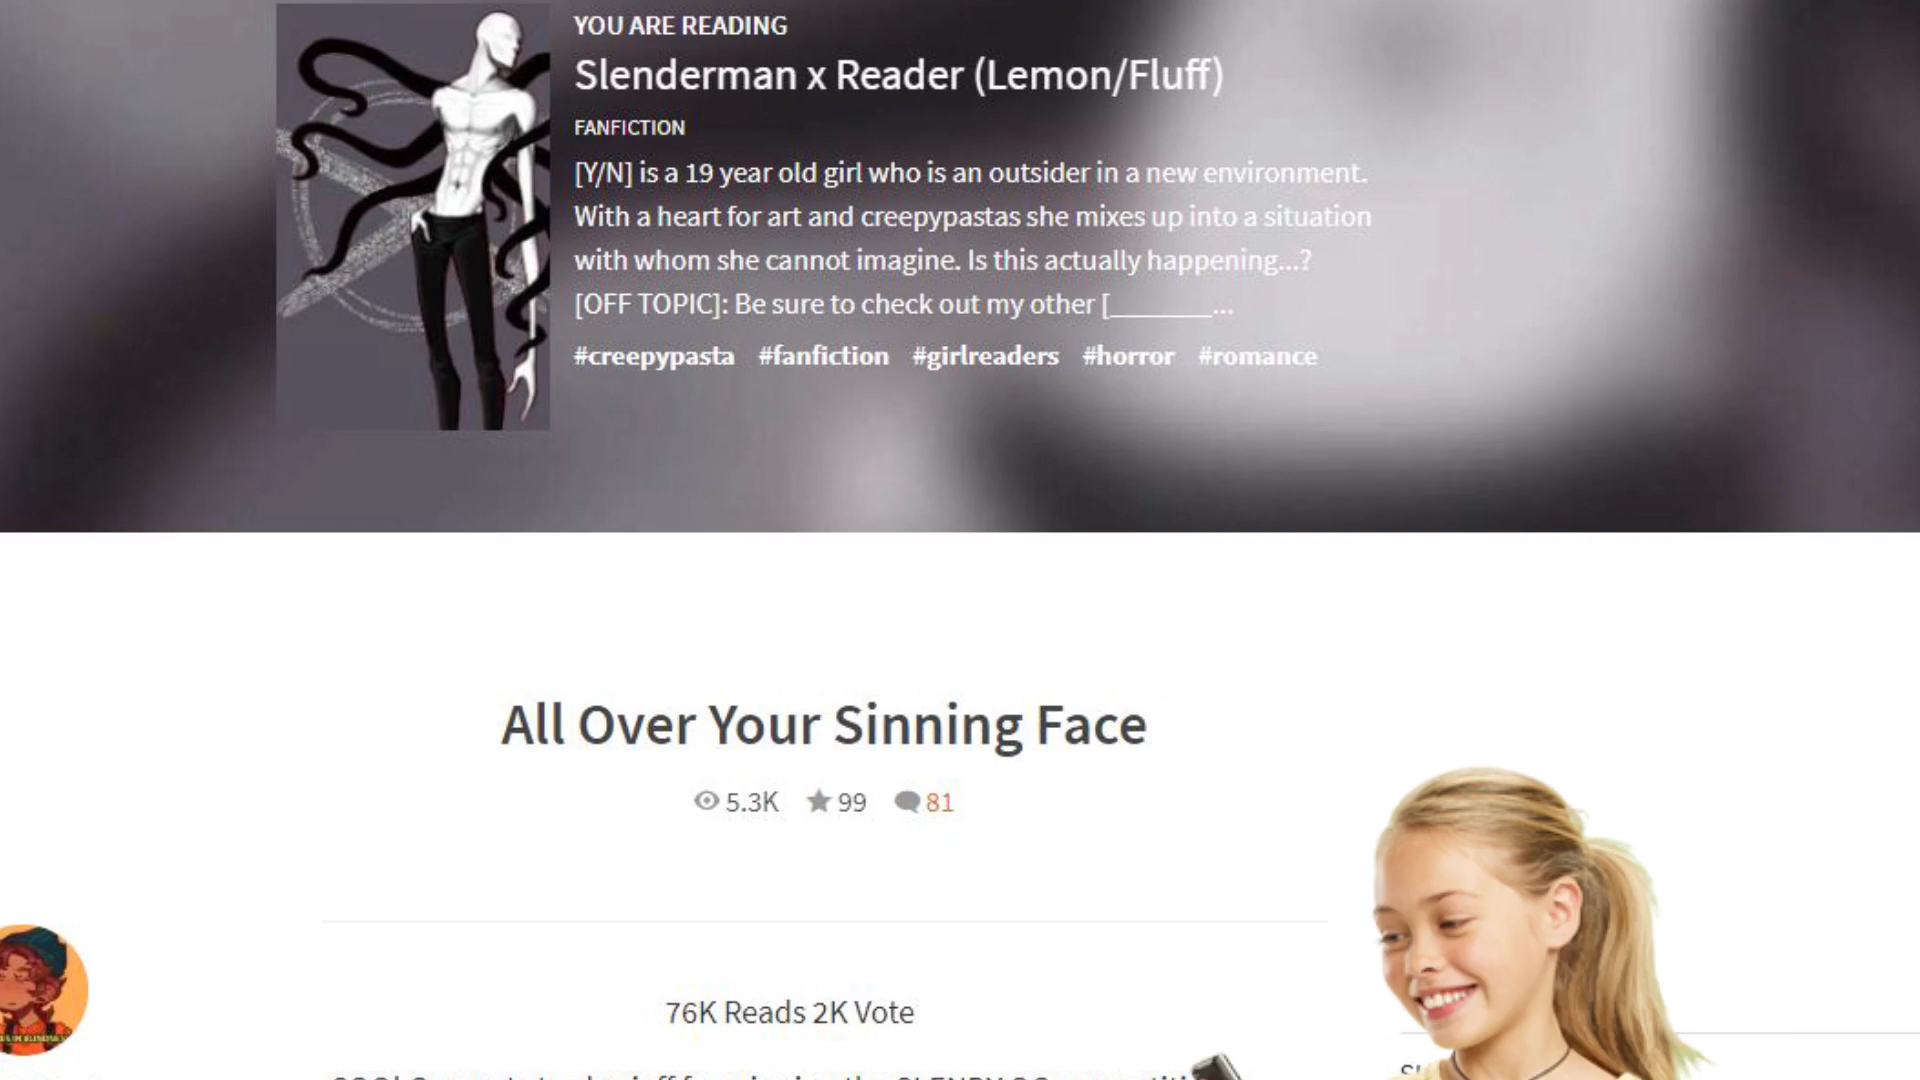 YOU ARE READING
Slenderman x Reader (Lemon/Fluff)
FANFICTION
[Y/N] is a 19 year old girl who is an outsider in a new environment.
With a heart for art and creepypastas she mixes up into a situation
with whom she cannot imagine. Is this actually happening...?
[OFF TOPIC]: Be sure to check out my other [_______...
#creepypasta #fanfiction #girlreaders #horror #romance
All Over Your Sinning Face
5.3K 99 81
76K Reads 2K Vote